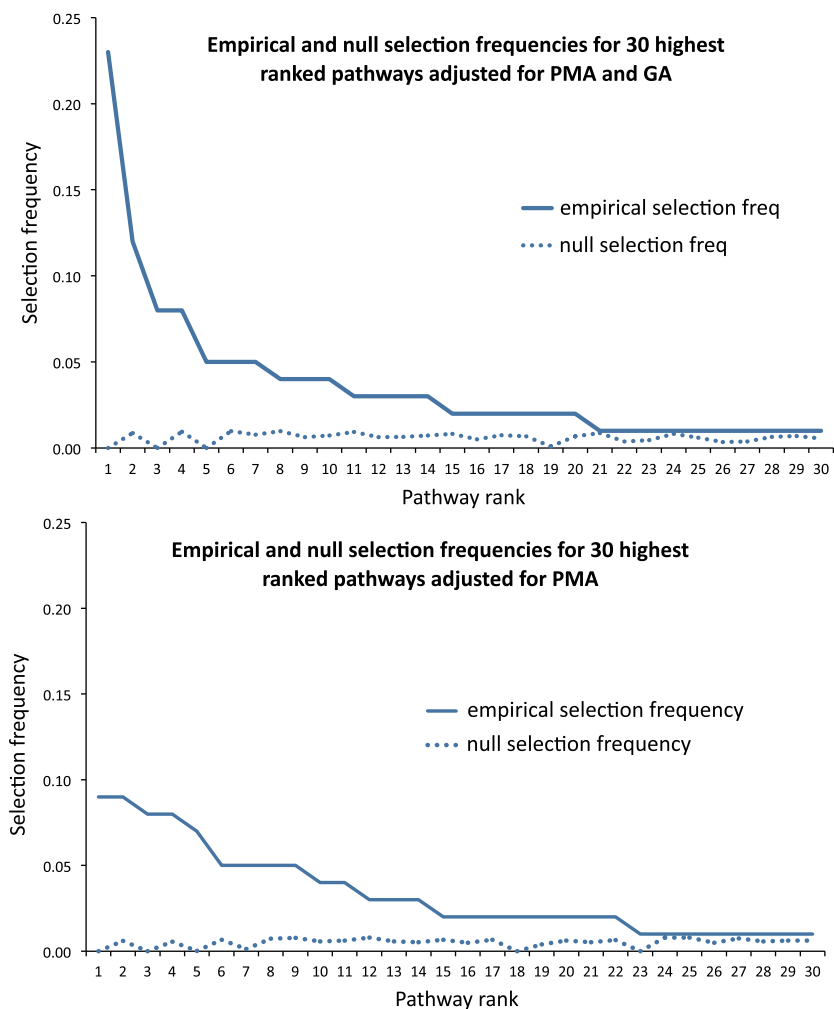 Empirical and null selection frequencies for 30 highest
ranked pathways adjusted for PMA and GA
0.25
0.20
0.15
0.10
0.05
0.00
Selection frequency
empirical selection freq
null selection freq
1 2 3 4 5 6 7 8 9 10 11 12 13 14 15 16 17 18 19 20 21 22 23 24 25 26 27 28 29 30
Pathway rank
Empirical and null selection frequencies for 30 highest
ranked pathways adjusted for PMA
0.25
0.20
0.15
0.10
0.05
0.00
Selection frequency
empirical selection frequency
null selection frequency
1 2 3 4 5 6 7 8 9 10 11 12 13 14 15 16 17 18 19 20 21 22 23 24 25 26 27 28 29 30
Pathway rank